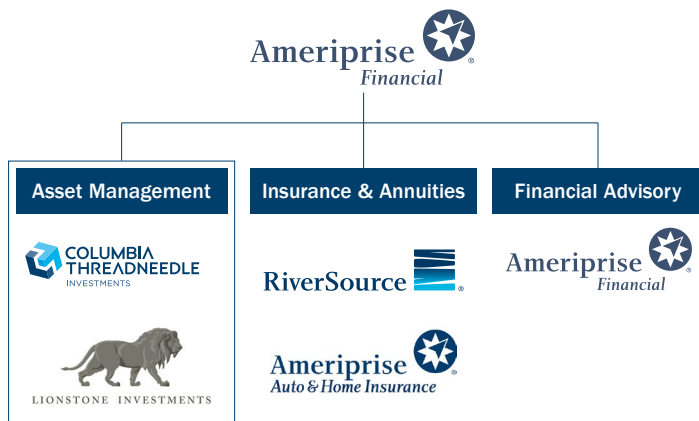 Ameriprise
Financial
Asset Management
Insurance & Annuities
Financial Advisory
COLUMBIA
THREADNEEDLE
INVESTMENTS
LIONSTONE INVESTMENTS
RiverSource
®
Ameriprise
Auto & Home Insurance
®
Ameriprise
Financial
®